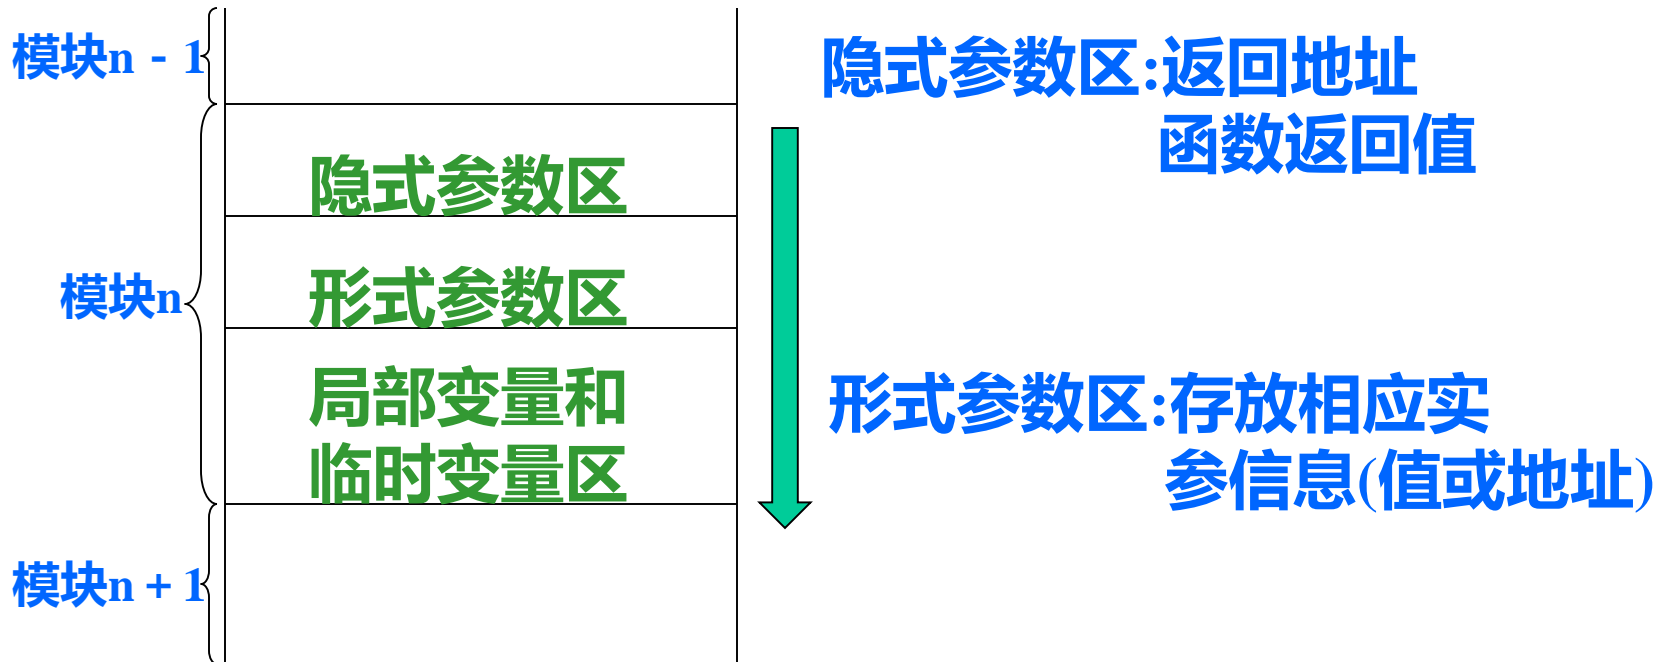 模块n - 1
隐式参数区:返回地址
函数返回值
隐式参数区
形式参数区
模块n
局部变量和
临时变量区
形式参数区:存放相应实
参信息(值或地址)
模块n + 1